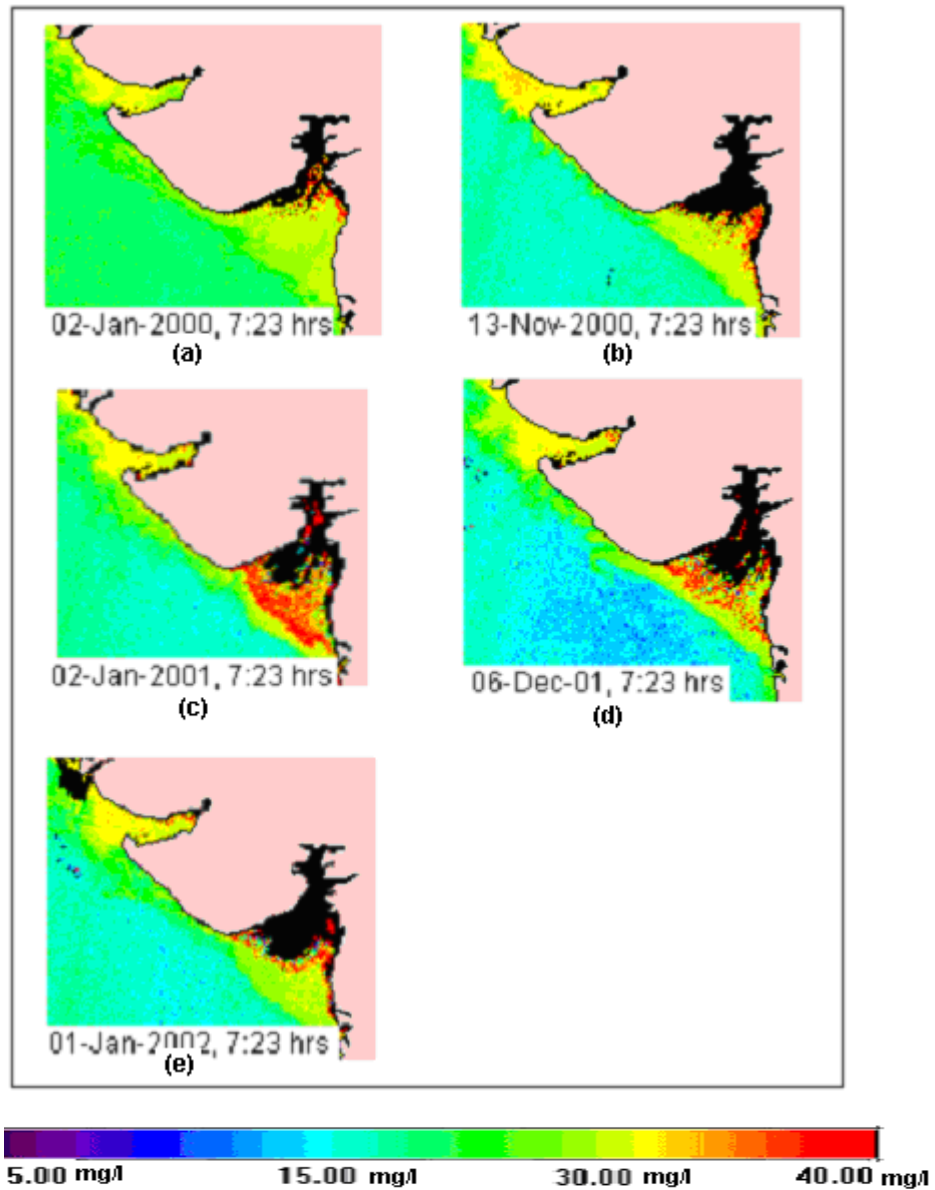 02-Jan-2000, 7:23 hrs
(a)
13-Nov-2000, 7:23 hrs
(b)
02-Jan-2001, 7:23 hrs
(c)
06-Dec-01, 7:23 hrs
(d)
01-Jan-2002, 7:23 hrs
(e)
5.00 mg/l 15.00 mg/l 30.00 mg/l 40.00 mg/l